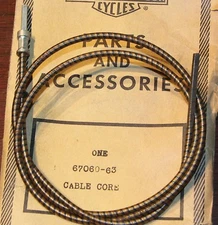 CYCLES
PARTS
AND
ACCESSORIES
ONE
67060-63
CABLE CORE